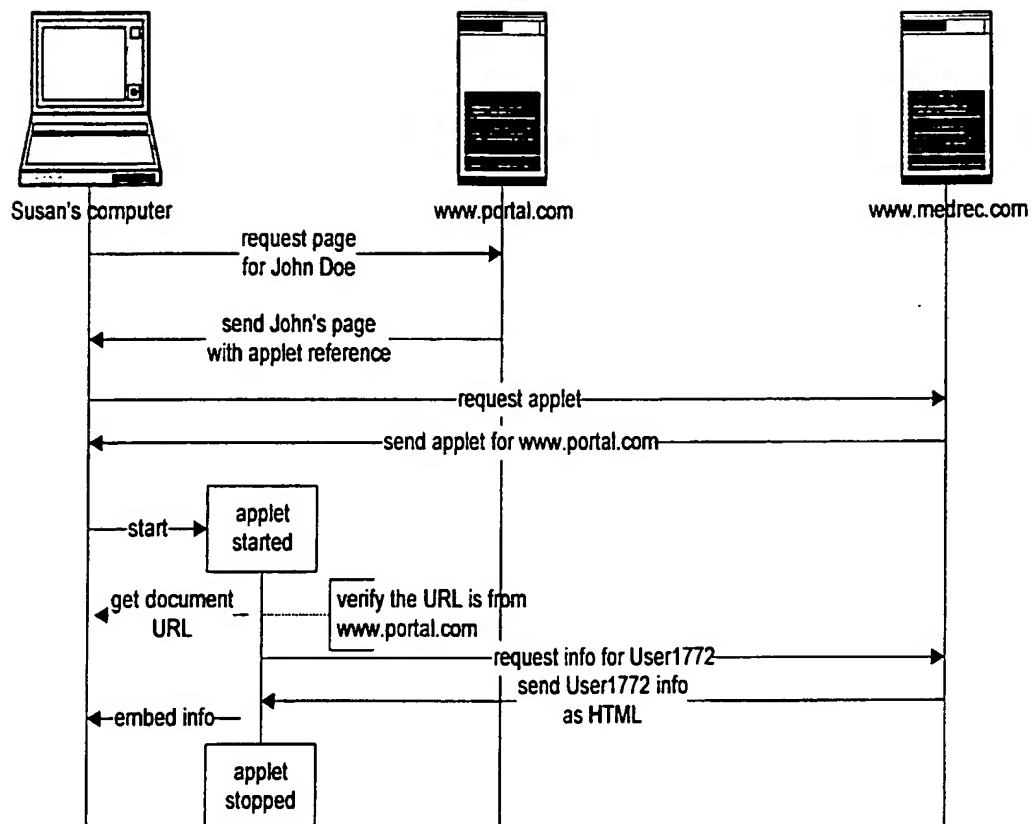 Susan's computer
www.portal.com
www.medrec.com
request page
for John Doe
send John's page
with applet reference
request applet
send applet for www.portal.com
start
applet
started
get document
URL
verify the URL is from
www.portal.com
request info for User1772
send User1772 info
as HTML
embed info
applet
stopped